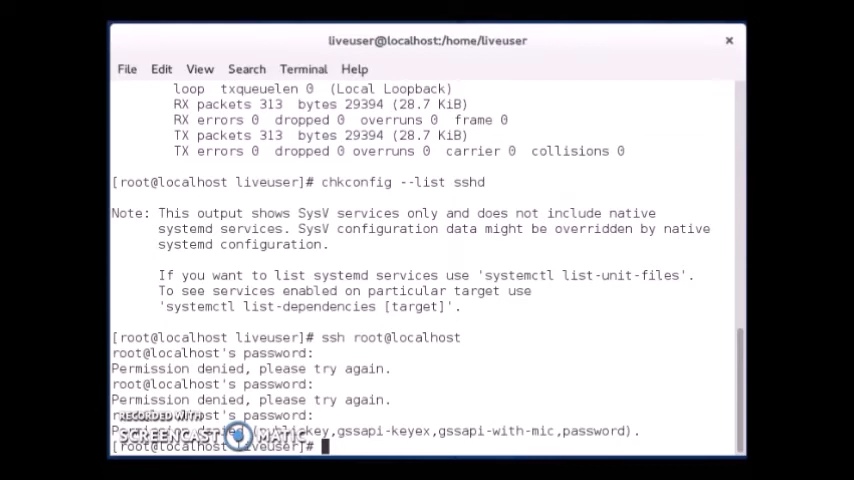 liveuser@localhost:/home/liveuser
×
File Edit View Search Terminal Help
loop txqueuelen 0 (Local Loopback)
RX packets 313 bytes 29394 (28.7 KiB)
RX errors 0 dropped 0 overruns 0 frame 0
TX packets 313 bytes 29394 (28.7 KiB)
TX errors 0 dropped 0 overruns 0 carrier 0 collisions 0
[root@localhost liveuser]# chkconfig --list sshd
Note: This output shows SysV services only and does not include native
systemd services. SysV configuration data might be overridden by native
systemd configuration.
If you want to list systemd services use 'systemctl list-unit-files'.
To see services enabled on particular target use
'systemctl list-dependencies [target]'.
[root@localhost liveuser]# ssh root@localhost
root@localhost's password:
Permission denied, please try again.
root@localhost's password:
Permission denied, please try again.
root@localhost's password:
Permission denied (publickey,gssapi-keyex,gssapi-with-mic,password).
[root@localhost liveuser]#
RECORDED WITH
SCREENCAST MATIC